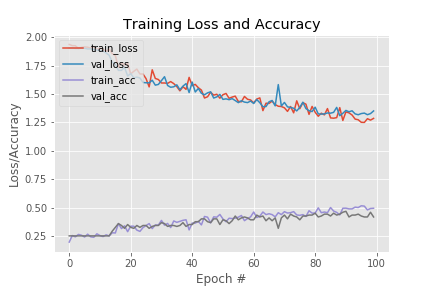 Training Loss and Accuracy
2.00
1.75
1.50
1.25
1.00
0.75
0.50
0.25
Loss/Accuracy
train_loss
val_loss
train_acc
val_acc
0 20 40 60 80 100
Epoch #